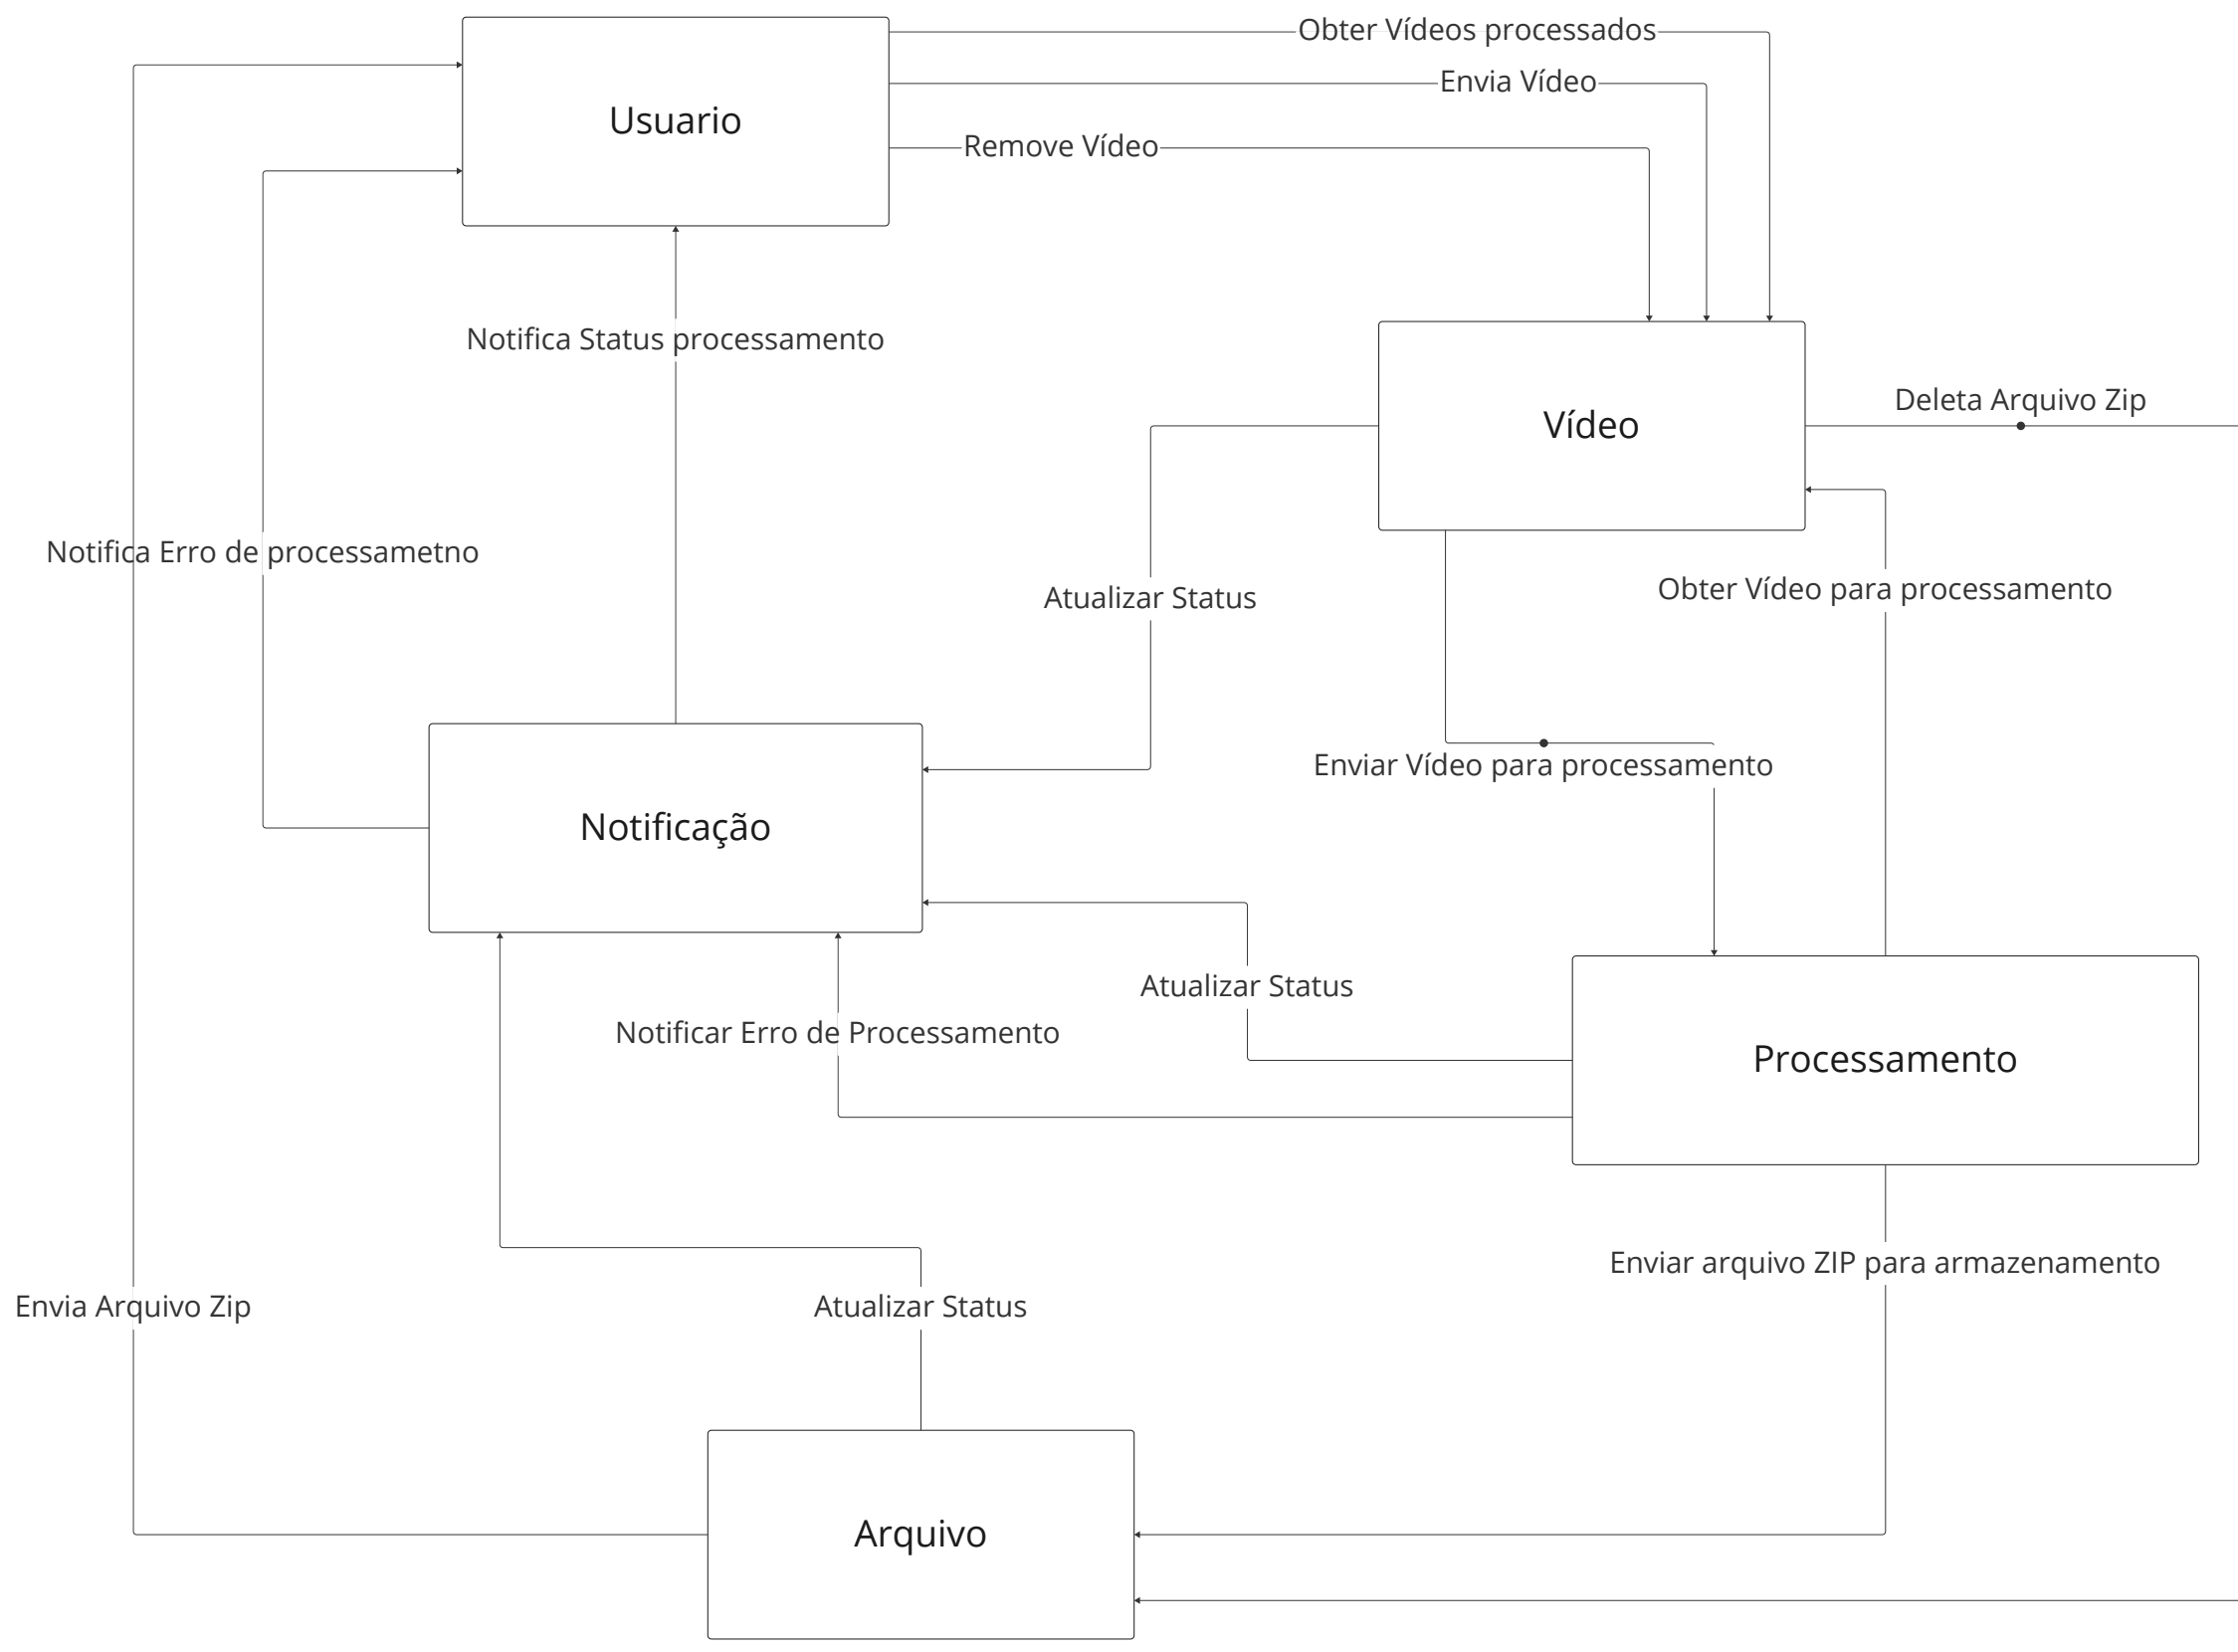 Obter Vídeos processados
Envia Vídeo
Usuario
Remove Vídeo
Notifica Status processamento
Deleta Arquivo Zip
Vídeo
Notifica Erro de processametno
Obter Vídeo para processamento
Atualizar Status
Enviar Vídeo para processamento
Notificação
Atualizar Status
Notificar Erro de Processamento
Processamento
Enviar arquivo ZIP para armazenamento
Envia Arquivo Zip
Atualizar Status
Arquivo